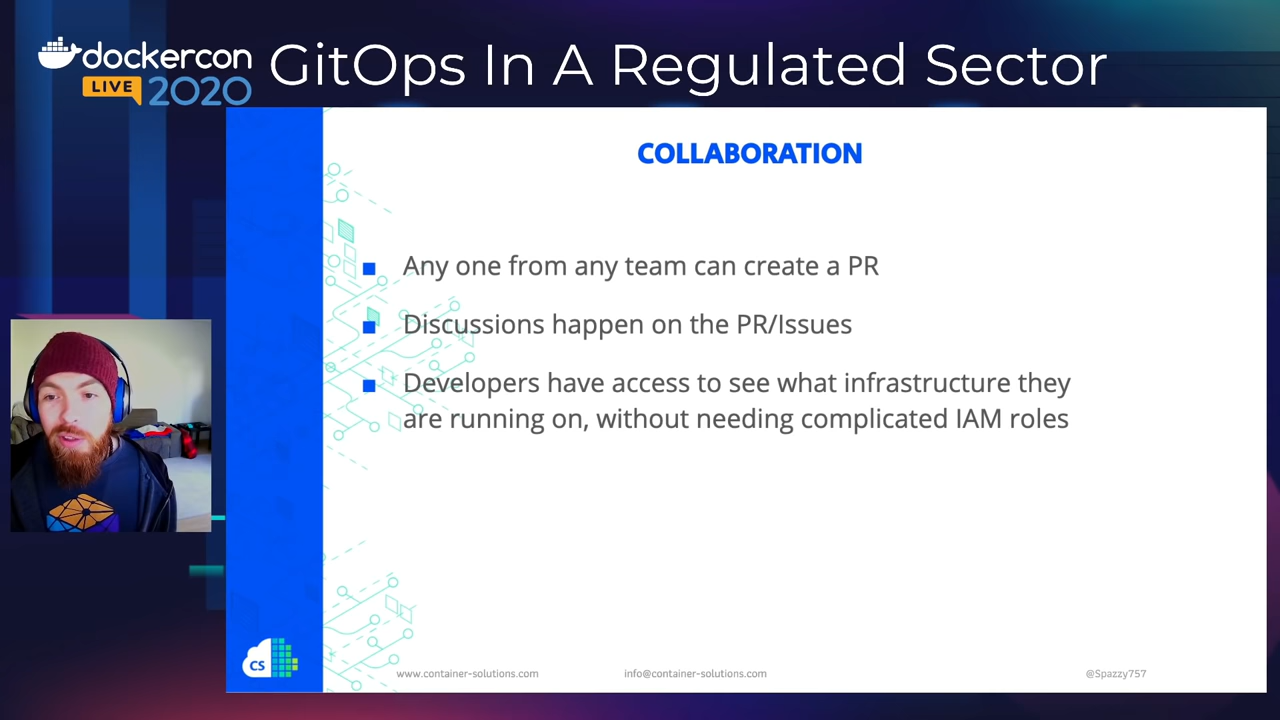 dockercon
LIVE 2020
GitOps In A Regulated Sector
COLLABORATION
Any one from any team can create a PR
Discussions happen on the PR/Issues
Developers have access to see what infrastructure they
are running on, without needing complicated IAM roles
CS
www.container-solutions.com
info@container-solutions.com
@Spazzy757